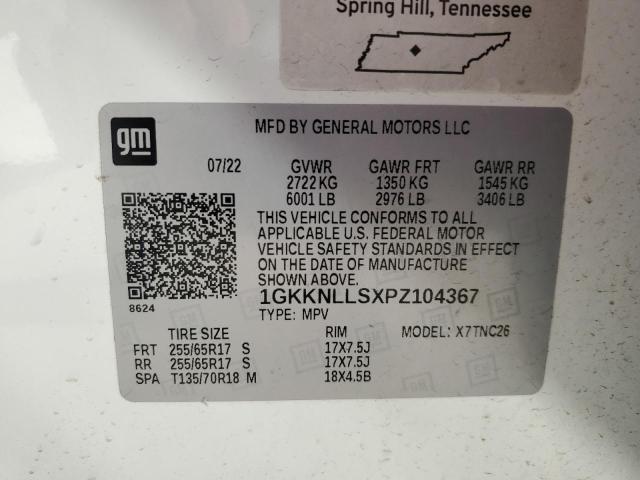 Spring Hill, Tennessee
gm
MFD BY GENERAL MOTORS LLC
07/22 GVWR GAWR FRT GAWR RR
2722 KG 1350 KG 1545 KG
6001 LB 2976 LB 3406 LB
THIS VEHICLE CONFORMS TO ALL
APPLICABLE U.S. FEDERAL MOTOR
VEHICLE SAFETY STANDARDS IN EFFECT
ON THE DATE OF MANUFACTURE
SHOWN ABOVE.
8624
1GKKNLLSXPZ104367
TYPE: MPV
TIRE SIZE RIM MODEL: X7TNC26
FRT 255/65R17 S 17X7.5J
RR 255/65R17 S 17X7.5J
SPA T135/70R18 M 18X4.5B